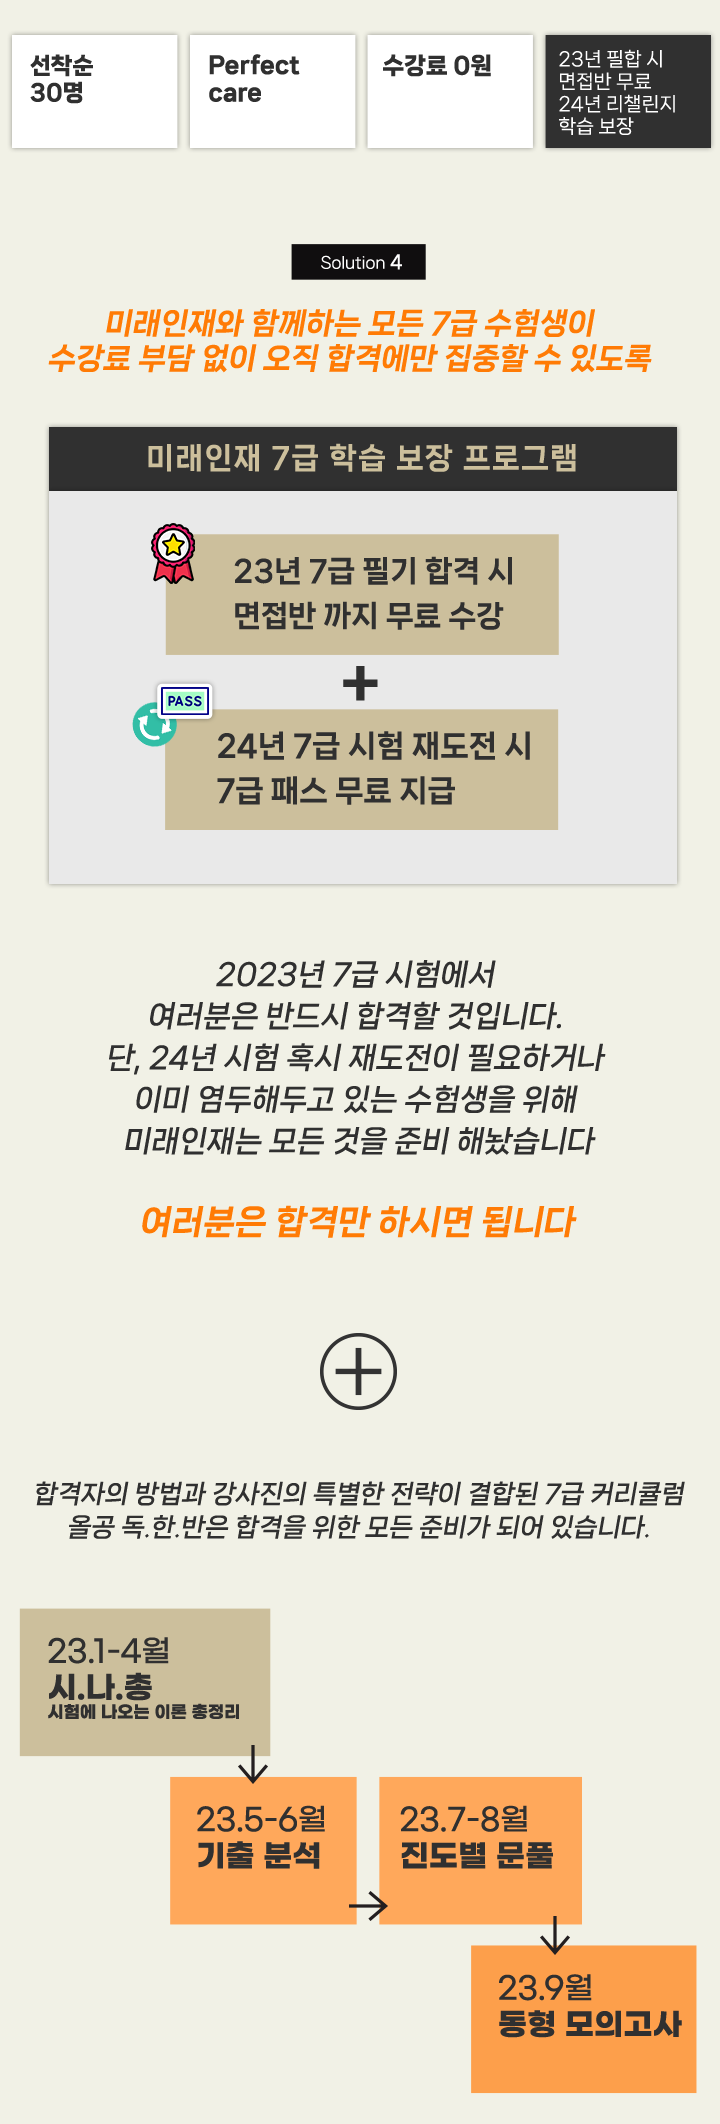 선착순
30명
Perfect
care
수강료 0원
23년 필합 시
면접반 무료
24년 리챌린지
학습 보장
Solution 4
미래인재와 함께하는 모든 7급 수험생이
수강료 부담 없이 오직 합격에만 집중할 수 있도록
미래인재 7급 학습 보장 프로그램
23년 7급 필기 합격 시
면접반 까지 무료 수강
+
PASS
24년 7급 시험 재도전 시
7급 패스 무료 지급
2023년 7급 시험에서
여러분은 반드시 합격할 것입니다.
단, 24년 시험 혹시 재도전이 필요하거나
이미 염두해두고 있는 수험생을 위해
미래인재는 모든 것을 준비 해놨습니다
여러분은 합격만 하시면 됩니다
+
합격자의 방법과 강사진의 특별한 전략이 결합된 7급 커리큘럼
올공 독.한.반은 합격을 위한 모든 준비가 되어 있습니다.
23.1-4월
시.나.총
시험에 나오는 이론 총정리
23.5-6월
기출 분석
23.7-8월
진도별 문풀
23.9월
동형 모의고사